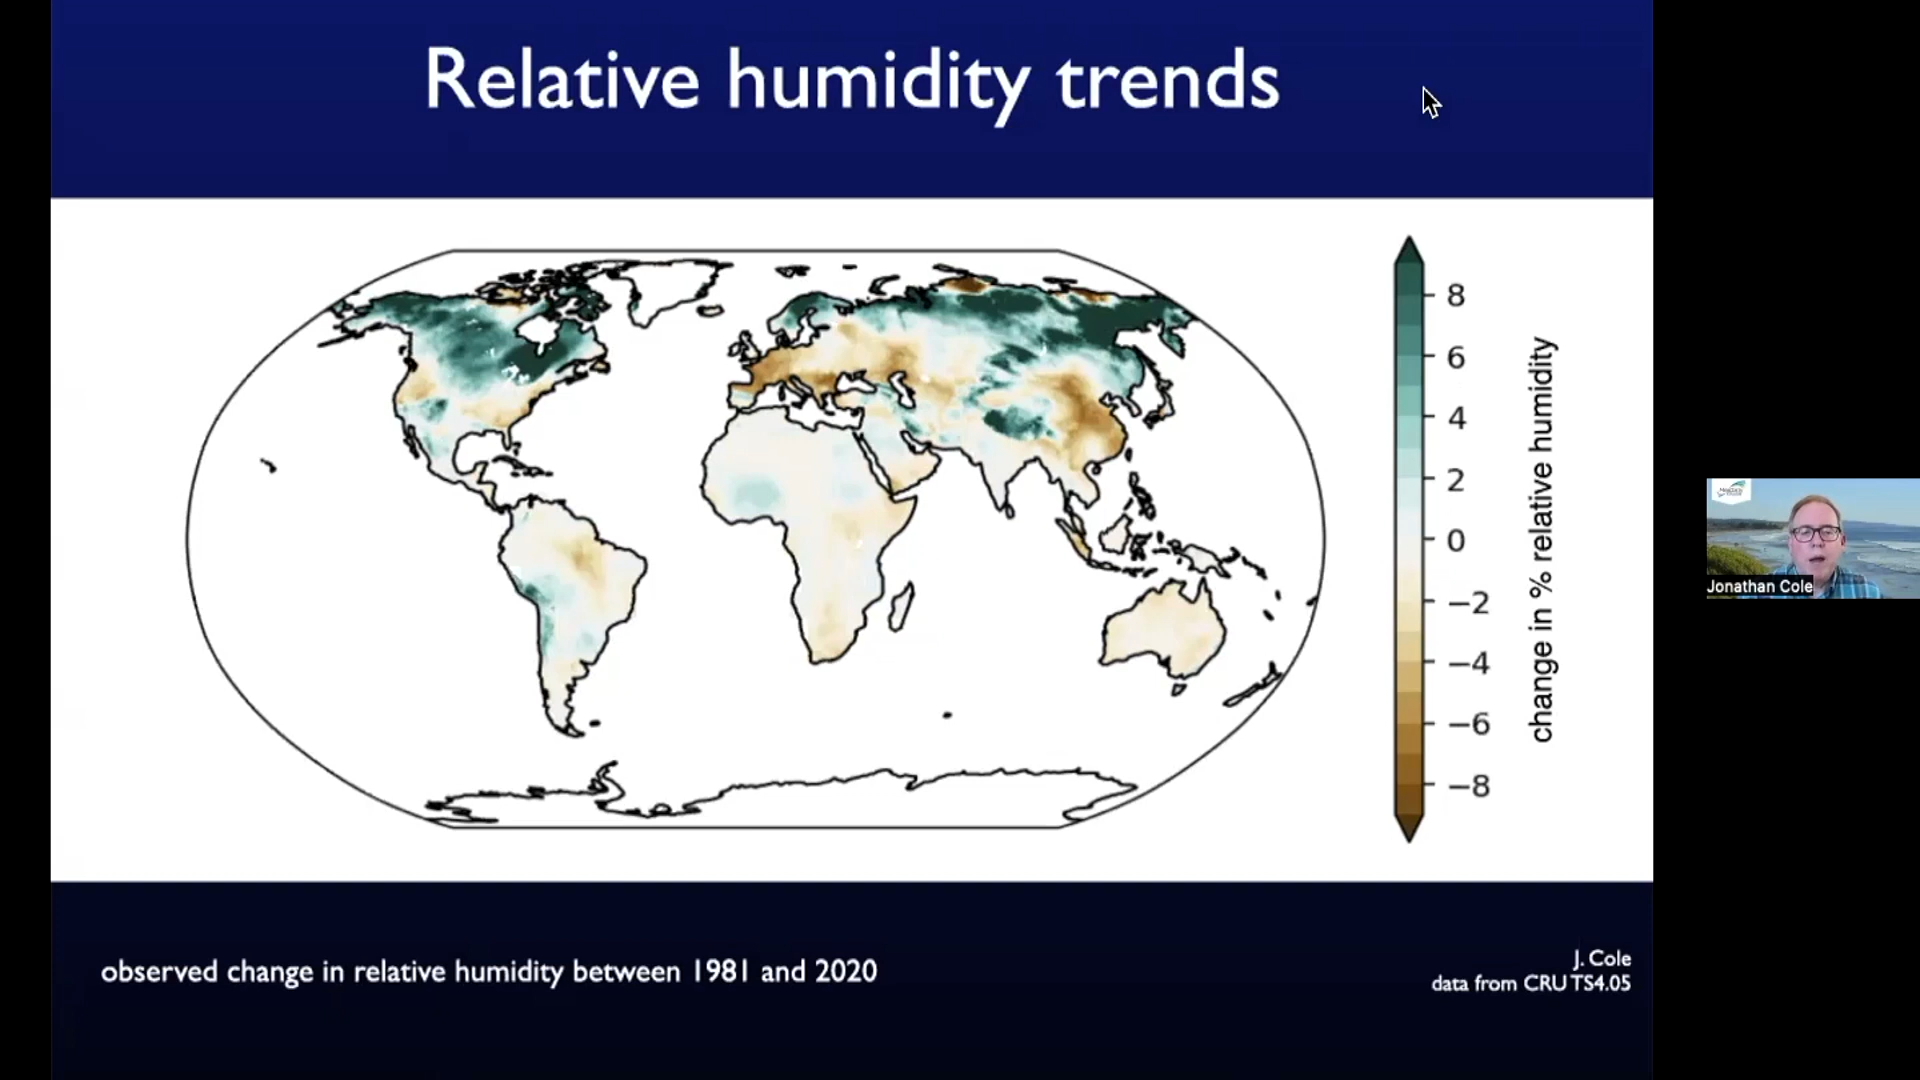 Relative humidity trends
8
6
4
2
0
−2
−4
−6
−8
change in % relative humidity
Jonathan Cole
observed change in relative humidity between 1981 and 2020
J. Cole
data from CRU TS4.05